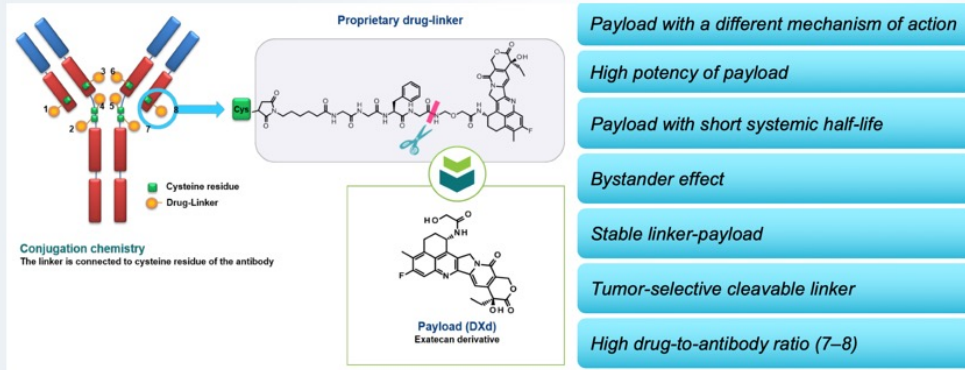 Proprietary drug-linker
3 6
4 5
1 8
2 7
Cys
O
N
O
O
N
H
O
H
N
O
N
H
O
H
N
O
N
H
O
O
NH
O
O
OH
O
N
N
F
Cysteine residue
Drug-Linker
Conjugation chemistry
The linker is connected to cysteine residue of the antibody
HO
O
NH
N
O
F
N
O
OH O
Payload (DXd)
Exatecan derivative
Payload with a different mechanism of action
High potency of payload
Payload with short systemic half-life
Bystander effect
Stable linker-payload
Tumor-selective cleavable linker
High drug-to-antibody ratio (7–8)